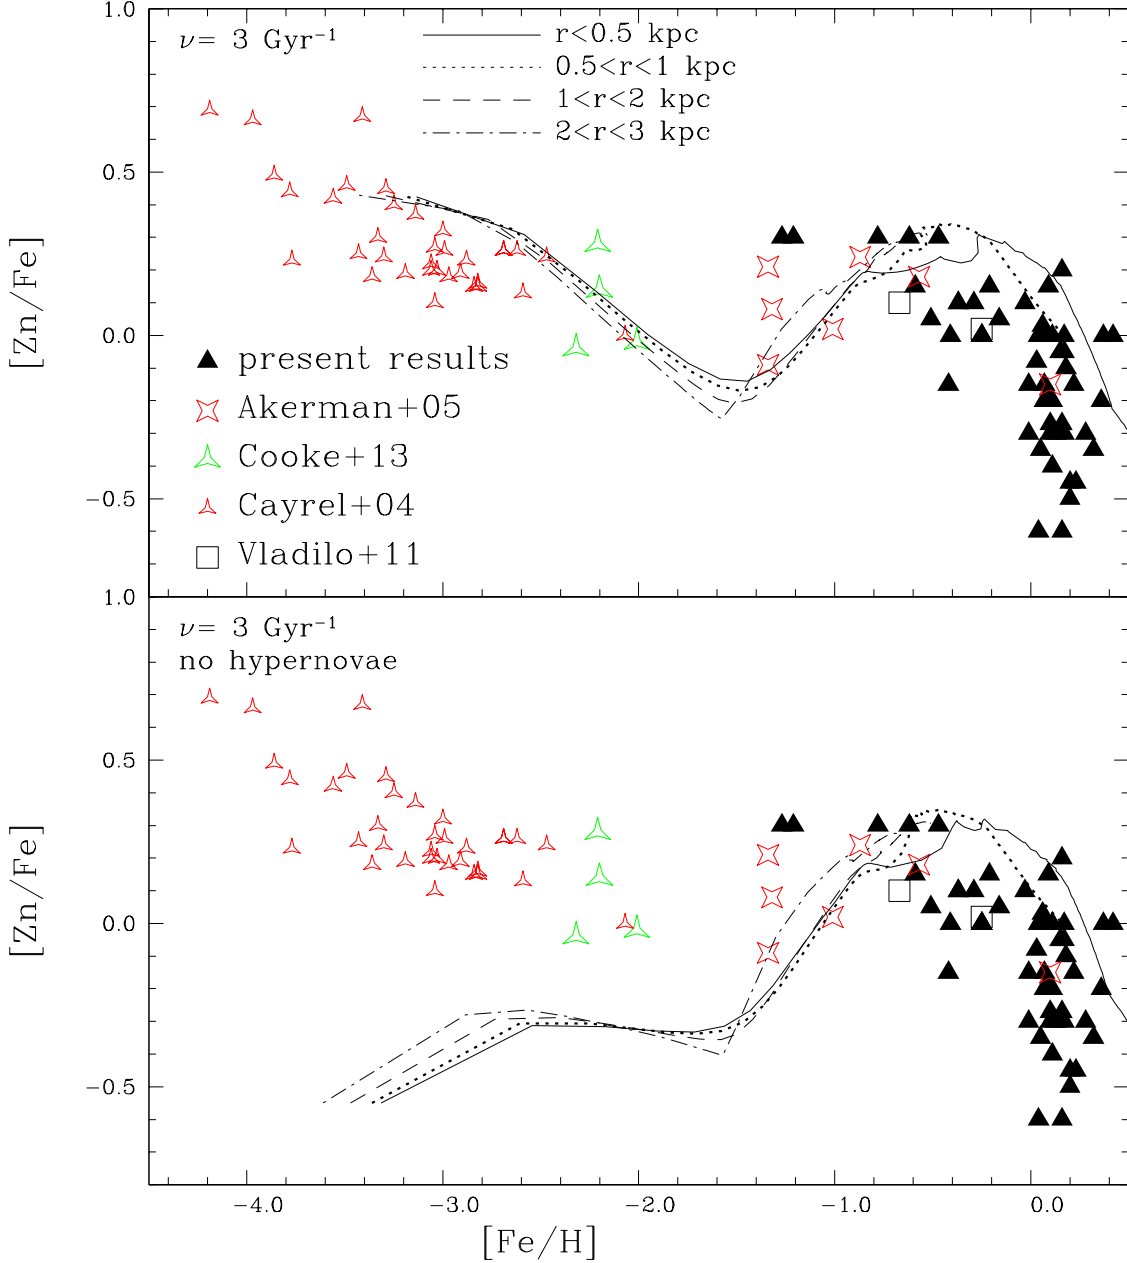 1.0
ν= 3 Gyr⁻¹
r<0.5 kpc
0.5<r<1 kpc
1<r<2 kpc
2<r<3 kpc
0.5
[Zn/Fe]
0.0
present results
Akerman+05
Cooke+13
−0.5
Cayrel+04
Vladilo+11
1.0
ν= 3 Gyr⁻¹
no hypernovae
0.5
[Zn/Fe]
0.0
−0.5
−4.0 −3.0 −2.0 −1.0 0.0
[Fe/H]